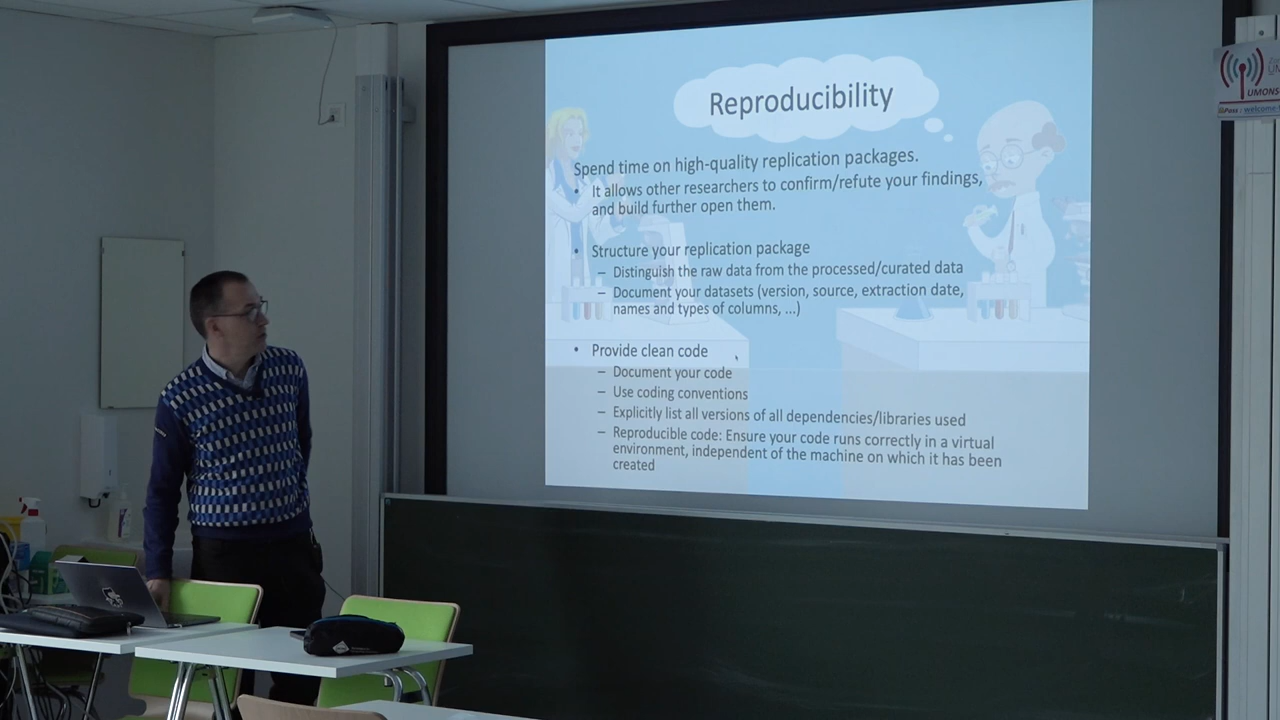 Reproducibility
Spend time on high-quality replication packages.
• It allows other researchers to confirm/refute your findings,
and build further open them.
• Structure your replication package
– Distinguish the raw data from the processed/curated data
– Document your datasets (version, source, extraction date,
names and types of columns, ...)
• Provide clean code
– Document your code
– Use coding conventions
– Explicitly list all versions of all dependencies/libraries used
– Reproducible code: Ensure your code runs correctly in a virtual
environment, independent of the machine on which it has been
created
UMONS
Pass : welcome